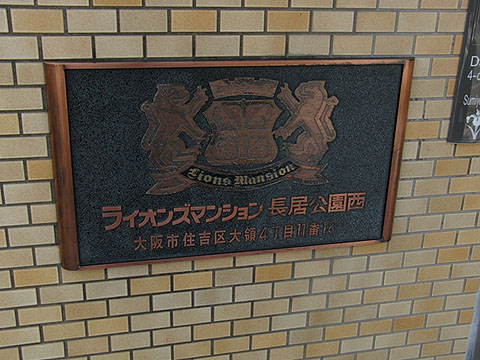 Lions Mansion
ライオンズマンション 長居公園西
大阪市住吉区大領4丁目11番
D
4-c
Sumiy